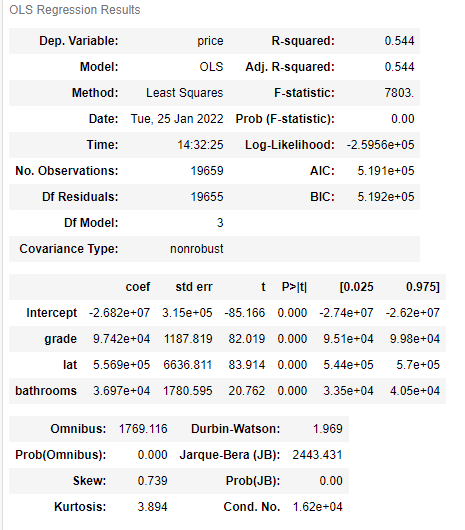 OLS Regression Results
Dep. Variable: price R-squared: 0.544
Model: OLS Adj. R-squared: 0.544
Method: Least Squares F-statistic: 7803.
Date: Tue, 25 Jan 2022 Prob (F-statistic): 0.00
Time: 14:32:25 Log-Likelihood: -2.5956e+05
No. Observations: 19659 AIC: 5.191e+05
Df Residuals: 19655 BIC: 5.192e+05
Df Model: 3
Covariance Type: nonrobust
coef std err t P>|t| [0.025 0.975]
Intercept -2.682e+07 3.15e+05 -85.166 0.000 -2.74e+07 -2.62e+07
grade 9.742e+04 1187.819 82.019 0.000 9.51e+04 9.98e+04
lat 5.569e+05 6636.811 83.914 0.000 5.44e+05 5.7e+05
bathrooms 3.697e+04 1780.595 20.762 0.000 3.35e+04 4.05e+04
Omnibus: 1769.116 Durbin-Watson: 1.969
Prob(Omnibus): 0.000 Jarque-Bera (JB): 2443.431
Skew: 0.739 Prob(JB): 0.00
Kurtosis: 3.894 Cond. No. 1.62e+04